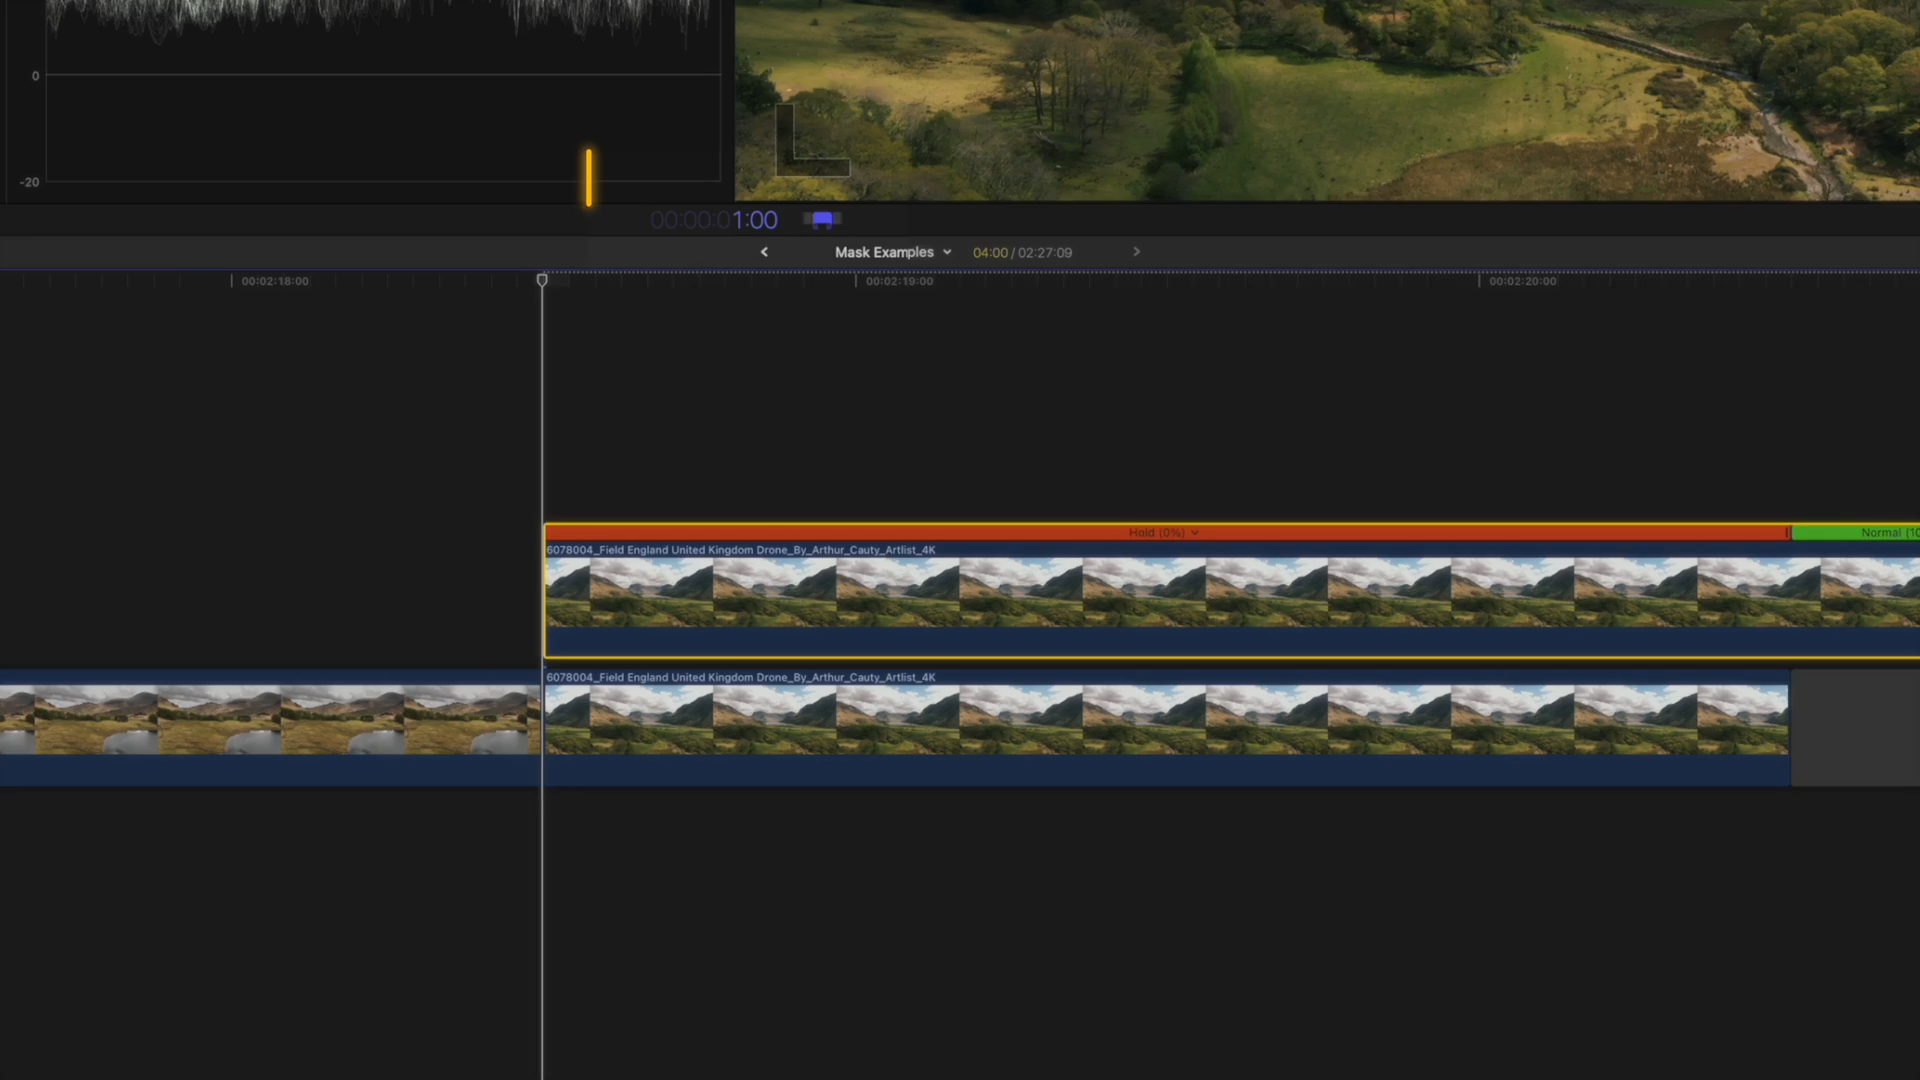 0
-20
00:00:01:00
Mask Examples
04:00 / 02:27:09
00:02:18:00
00:02:19:00
00:02:20:00
Hold (0%)
Normal (10
6078004_Field England United Kingdom Drone_By_Arthur_Cauty_Artlist_4K
6078004_Field England United Kingdom Drone_By_Arthur_Cauty_Artlist_4K